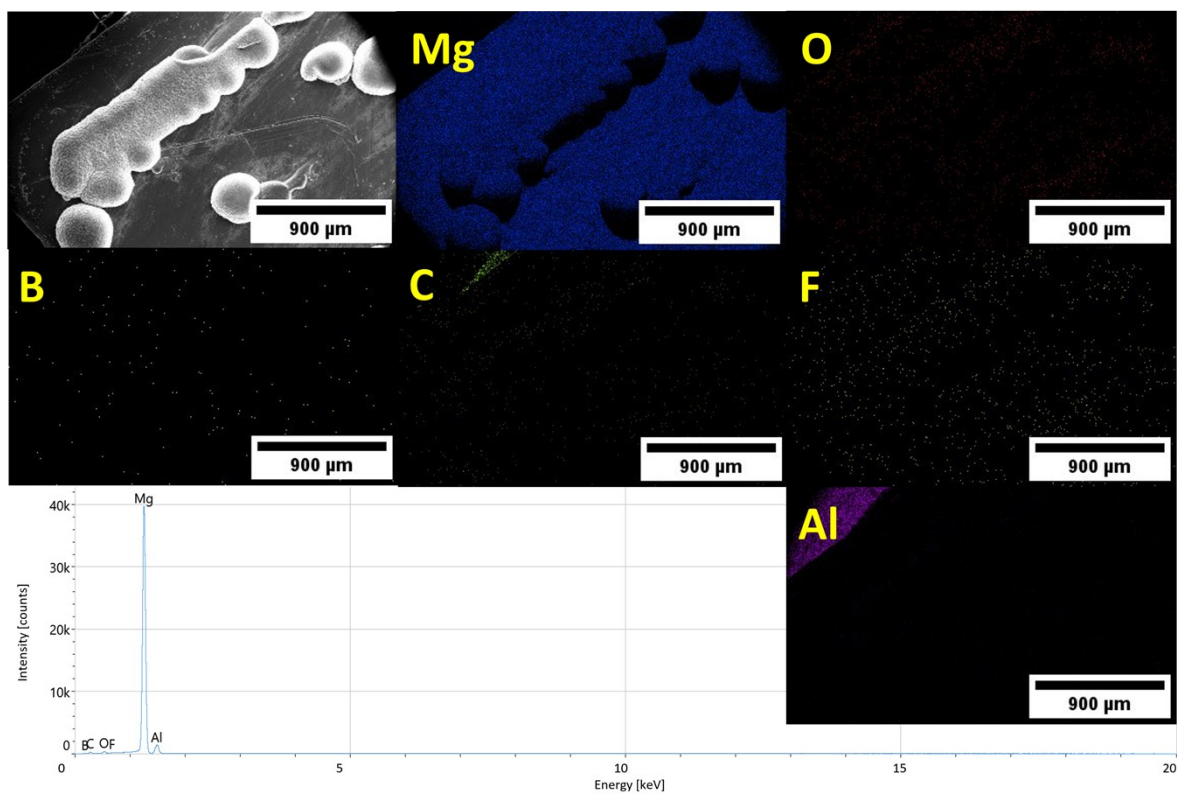 Mg
O
900 µm
900 µm
900 µm
B
C
F
900 µm
900 µm
900 µm
Mg
40k
30k
20k
10k
0
Intensity [counts]
B C O F Al
0 5 10 15 20
Energy [keV]
Al
900 µm